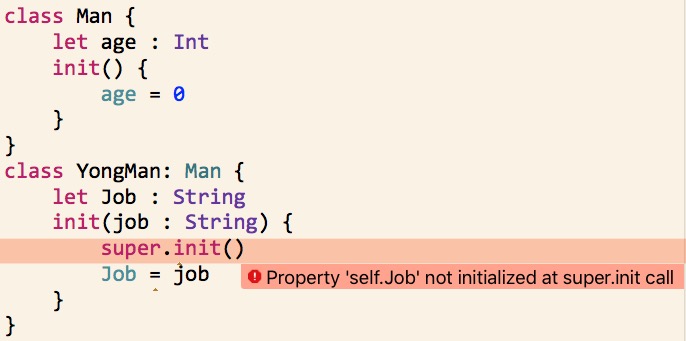 class Man {
    let age : Int
    init() {
        age = 0
    }
}
class YongMan: Man {
    let Job : String
    init(job : String) {
        super.init()
        Job = job
Property 'self.Job' not initialized at super.init call
    }
}